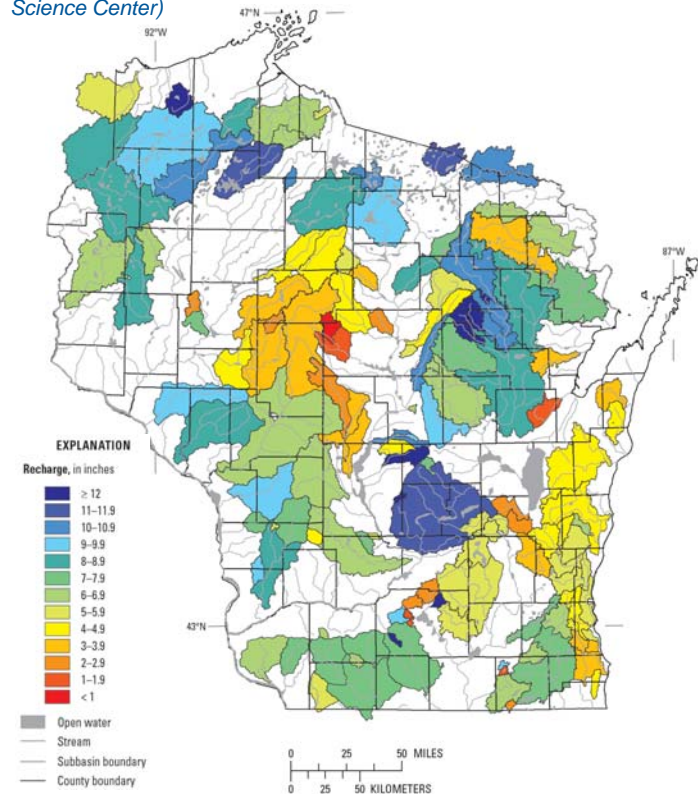 Science Center)
47°N
92°W
87°W
43°N
EXPLANATION
Recharge, in inches
≥ 12
11–11.9
10–10.9
9–9.9
8–8.9
7–7.9
6–6.9
5–5.9
4–4.9
3–3.9
2–2.9
1–1.9
< 1
Open water
Stream
Subbasin boundary
County boundary
0 25 50 MILES
0 25 50 KILOMETERS